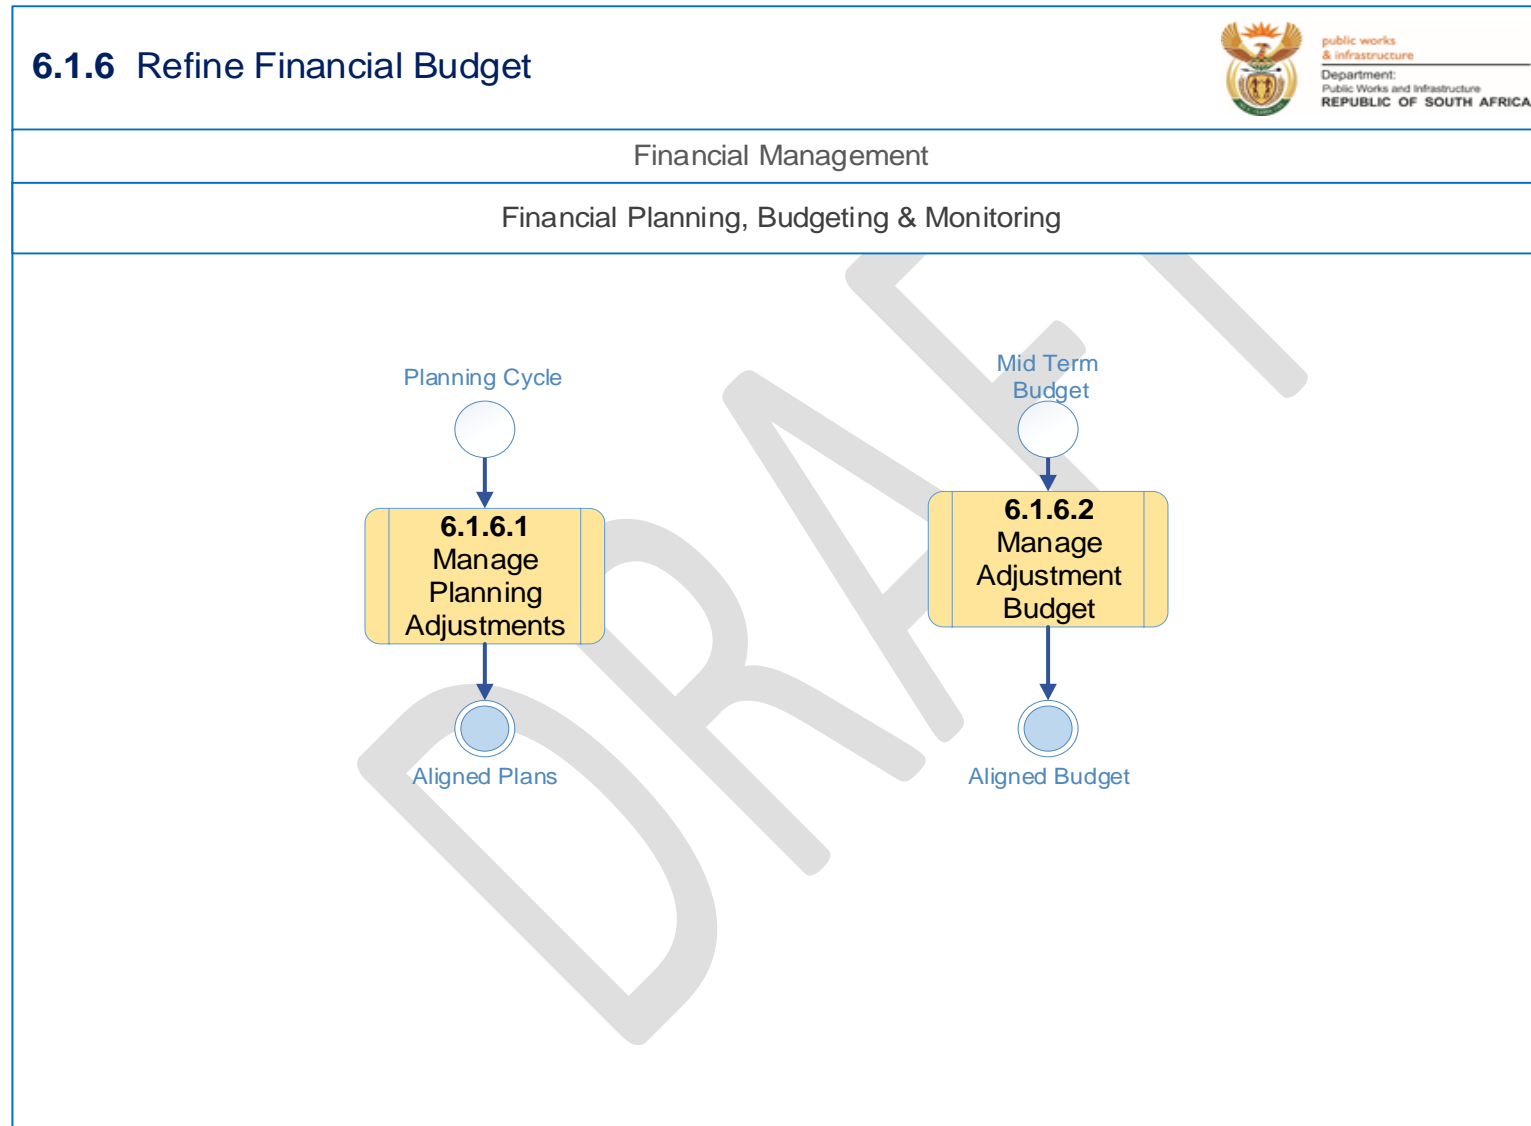 6.1.6 Refine Financial Budget
public works
& infrastructure
Department:
Public Works and Infrastructure
REPUBLIC OF SOUTH AFRICA
Financial Management
Financial Planning, Budgeting & Monitoring
DRAFT
Planning Cycle
6.1.6.1
Manage
Planning
Adjustments
Aligned Plans
Mid Term
Budget
6.1.6.2
Manage
Adjustment
Budget
Aligned Budget